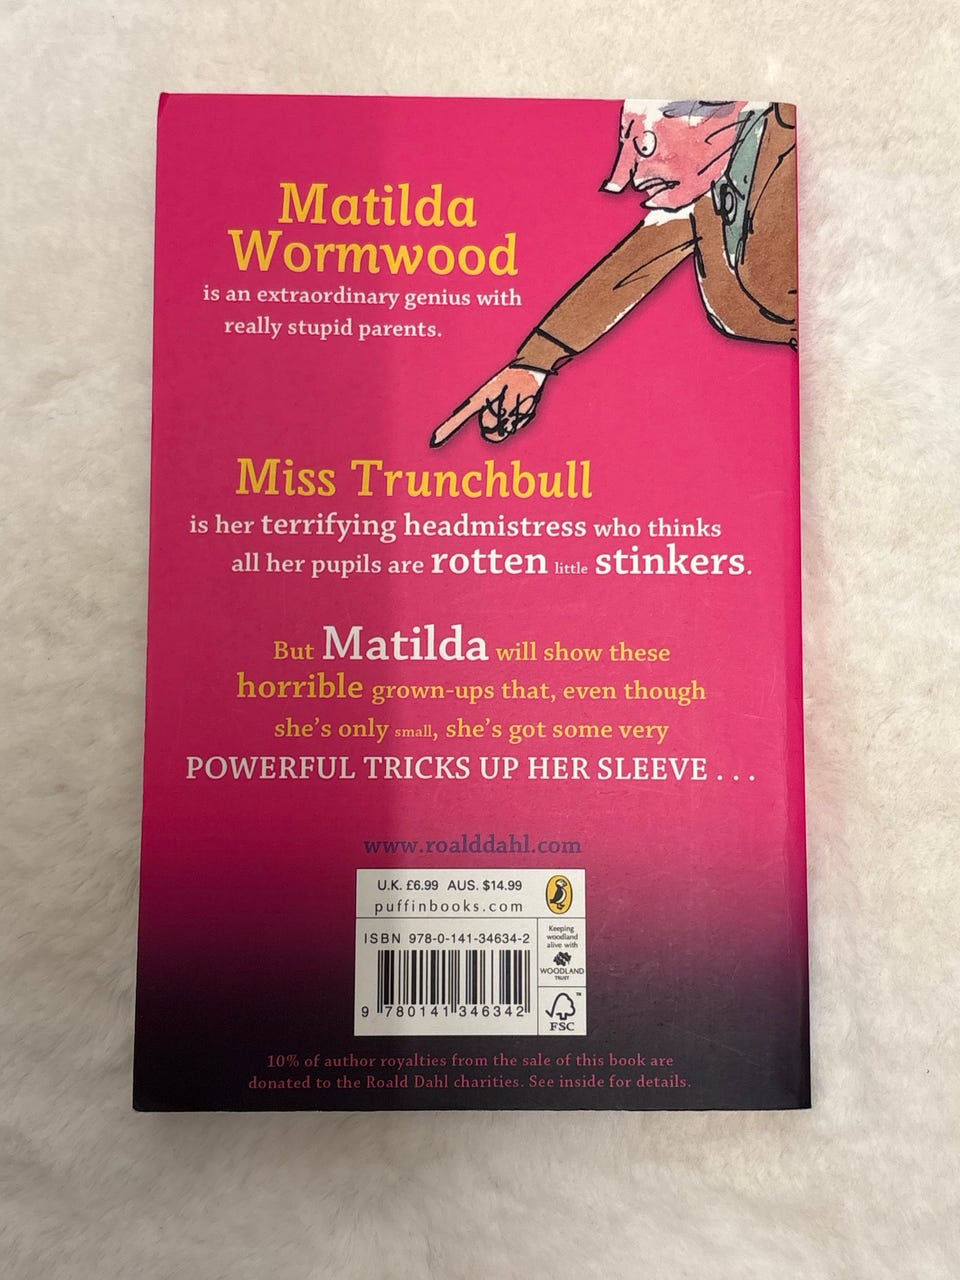 Matilda
Wormwood
is an extraordinary genius with
really stupid parents.
Miss Trunchbull
is her terrifying headmistress who thinks
all her pupils are rotten little stinkers.
But Matilda will show these
horrible grown-ups that, even though
she's only small, she's got some very
POWERFUL TRICKS UP HER SLEEVE . . .
www.roalddahl.com
U.K. £6.99 AUS. $14.99
puffinbooks.com
ISBN 978-0-141-34634-2
9 780141 346342
Keeping
woodland
alive with
WOODLAND
TRUST
™
FSC
10% of author royalties from the sale of this book are
donated to the Roald Dahl charities. See inside for details.